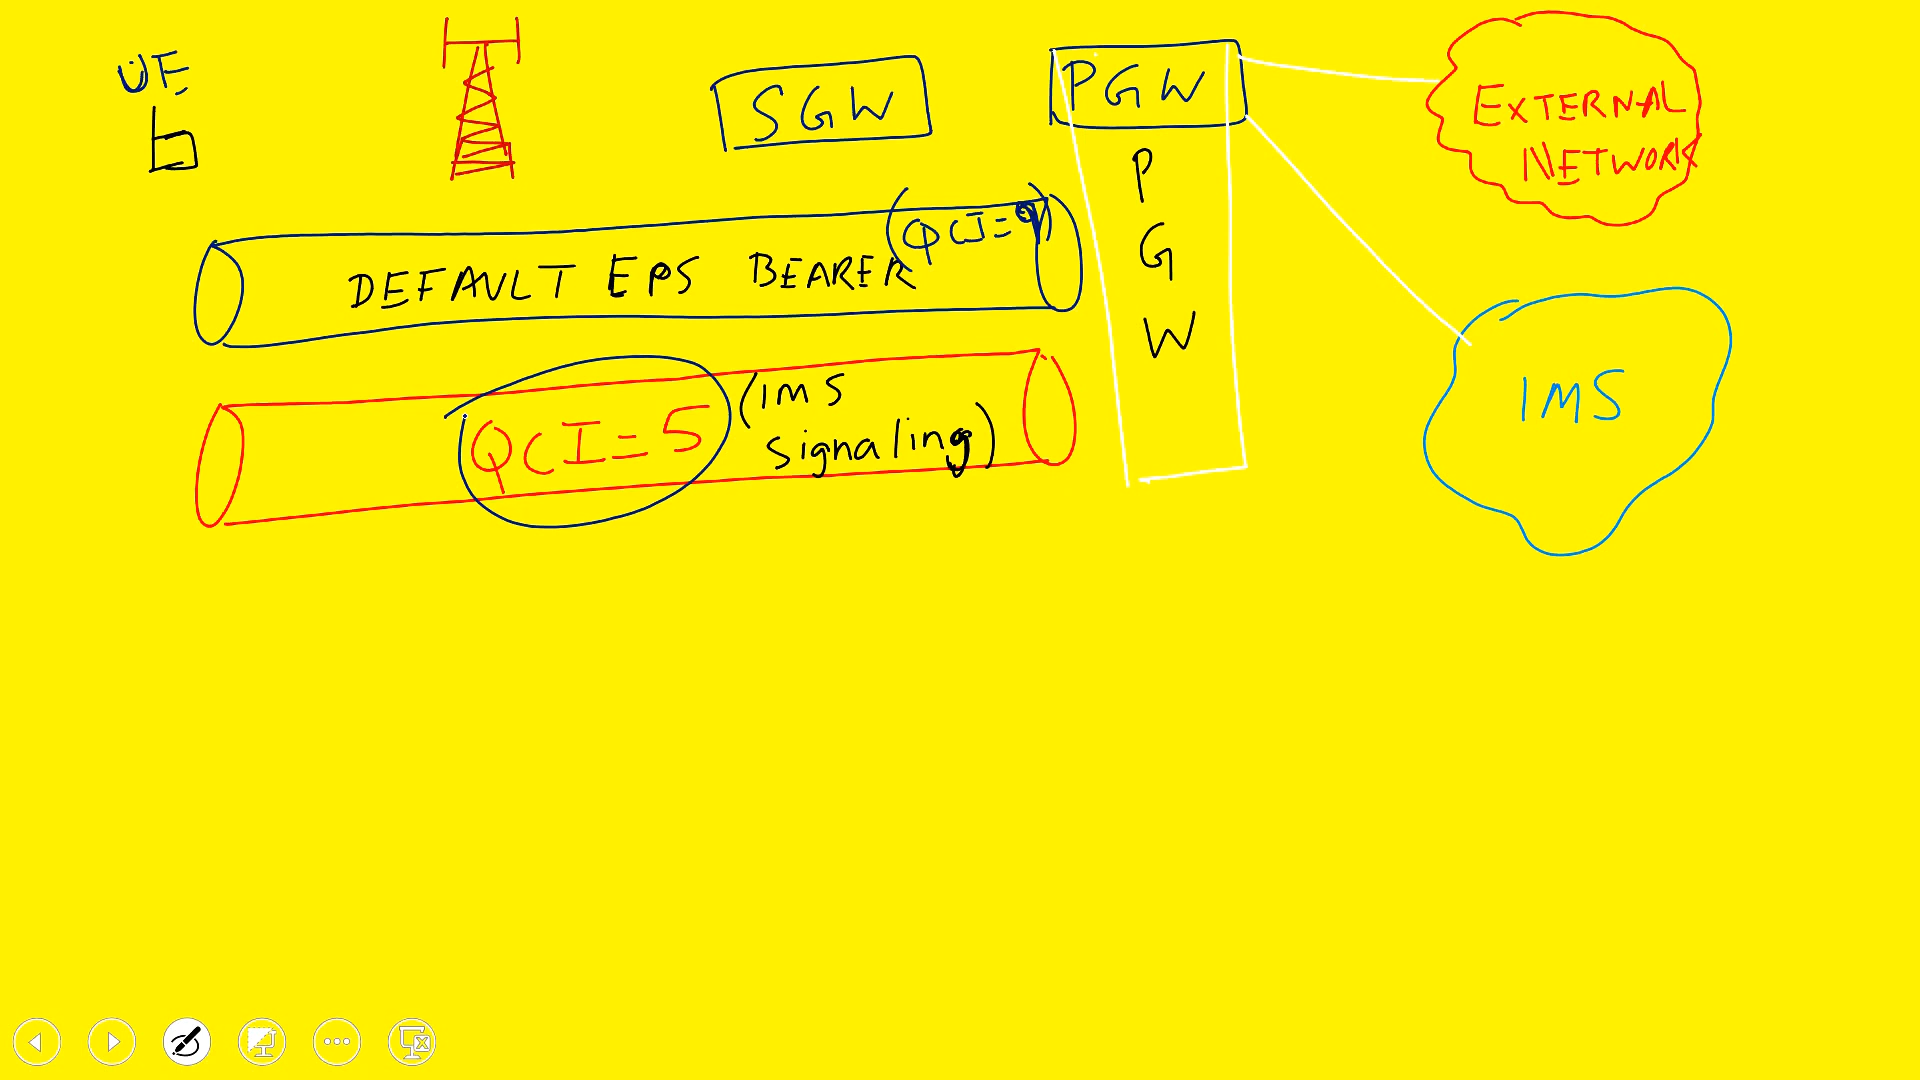 UE
SGW
PGW
EXTERNAL
NETWORK
P
G
W
(QCI=9)
DEFAULT EPS BEARER
QCI=5
(IMS
signaling)
IMS